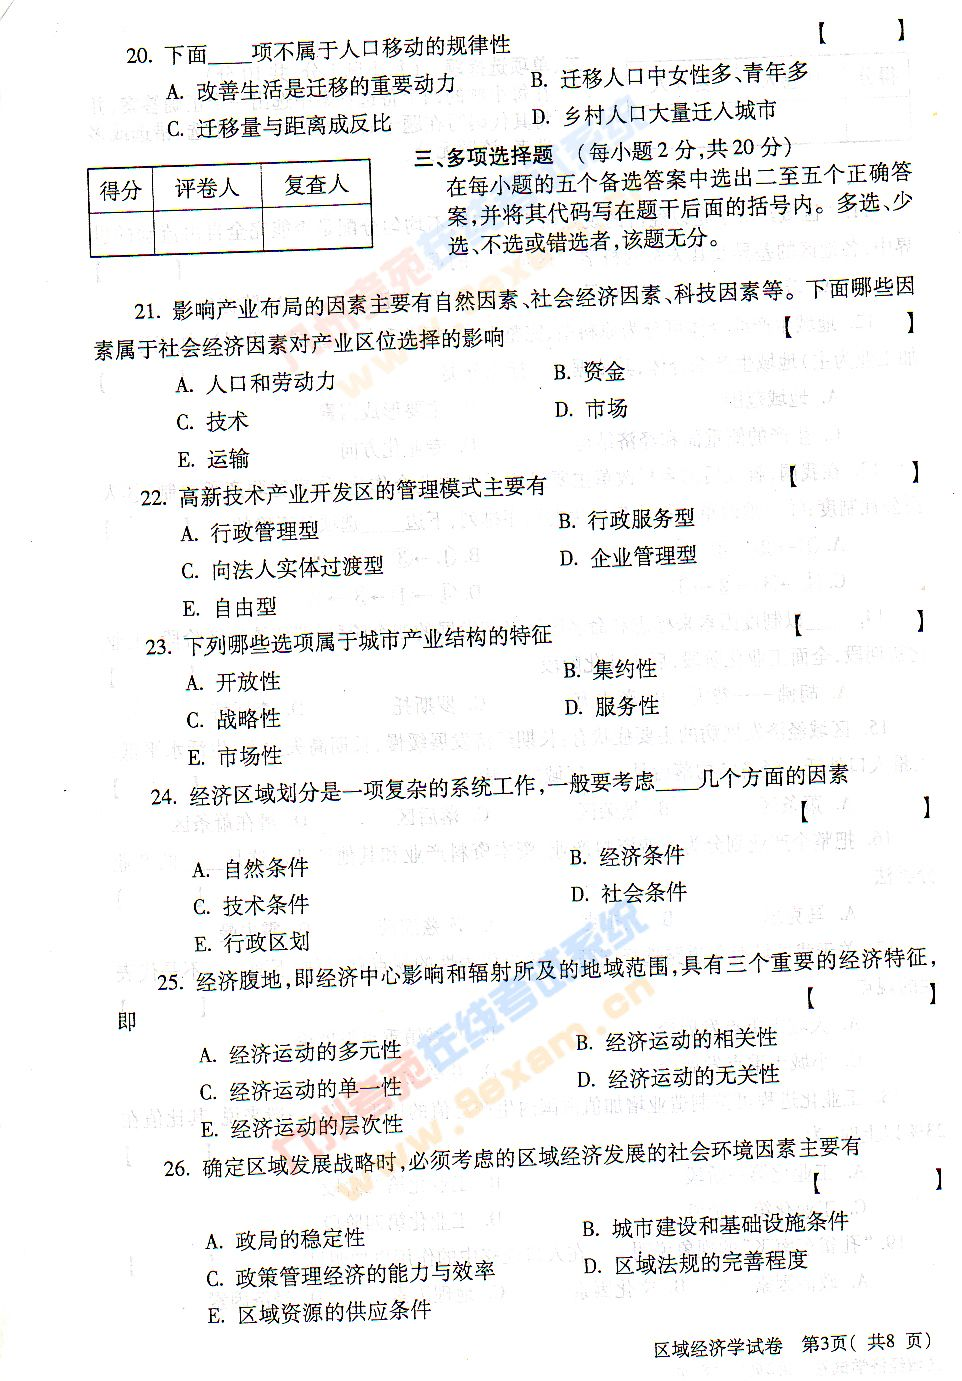 20. 下面____项不属于人口移动的规律性 【 】
A. 改善生活是迁移的重要动力 B. 迁移人口中女性多、青年多
C. 迁移量与距离成反比 D. 乡村人口大量迁入城市
三、多项选择题 (每小题2分,共20分)
得分 评卷人 复查人
在每小题的五个备选答案中选出二至五个正确答
案,并将其代码写在题干后面的括号内。多选、少
选、不选或错选者,该题无分。
21. 影响产业布局的因素主要有自然因素、社会经济因素、科技因素等。下面哪些因
素属于社会经济因素对产业区位选择的影响 【 】
A. 人口和劳动力 B. 资金
C. 技术 D. 市场
E. 运输
22. 高新技术产业开发区的管理模式主要有 【 】
A. 行政管理型 B. 行政服务型
C. 向法人实体过渡型 D. 企业管理型
E. 自由型
23. 下列哪些选项属于城市产业结构的特征 【 】
A. 开放性 B. 集约性
C. 战略性 D. 服务性
E. 市场性
24. 经济区域划分是一项复杂的系统工作,一般要考虑____几个方面的因素
【 】
A. 自然条件 B. 经济条件
C. 技术条件 D. 社会条件
E. 行政区划
25. 经济腹地,即经济中心影响和辐射所及的地域范围,具有三个重要的经济特征,
即 【 】
A. 经济运动的多元性 B. 经济运动的相关性
C. 经济运动的单一性 D. 经济运动的无关性
E. 经济运动的层次性
26. 确定区域发展战略时,必须考虑的区域经济发展的社会环境因素主要有
【 】
A. 政局的稳定性 B. 城市建设和基础设施条件
C. 政策管理经济的能力与效率 D. 区域法规的完善程度
E. 区域资源的供应条件
区域经济学试卷 第3页( 共8 页)